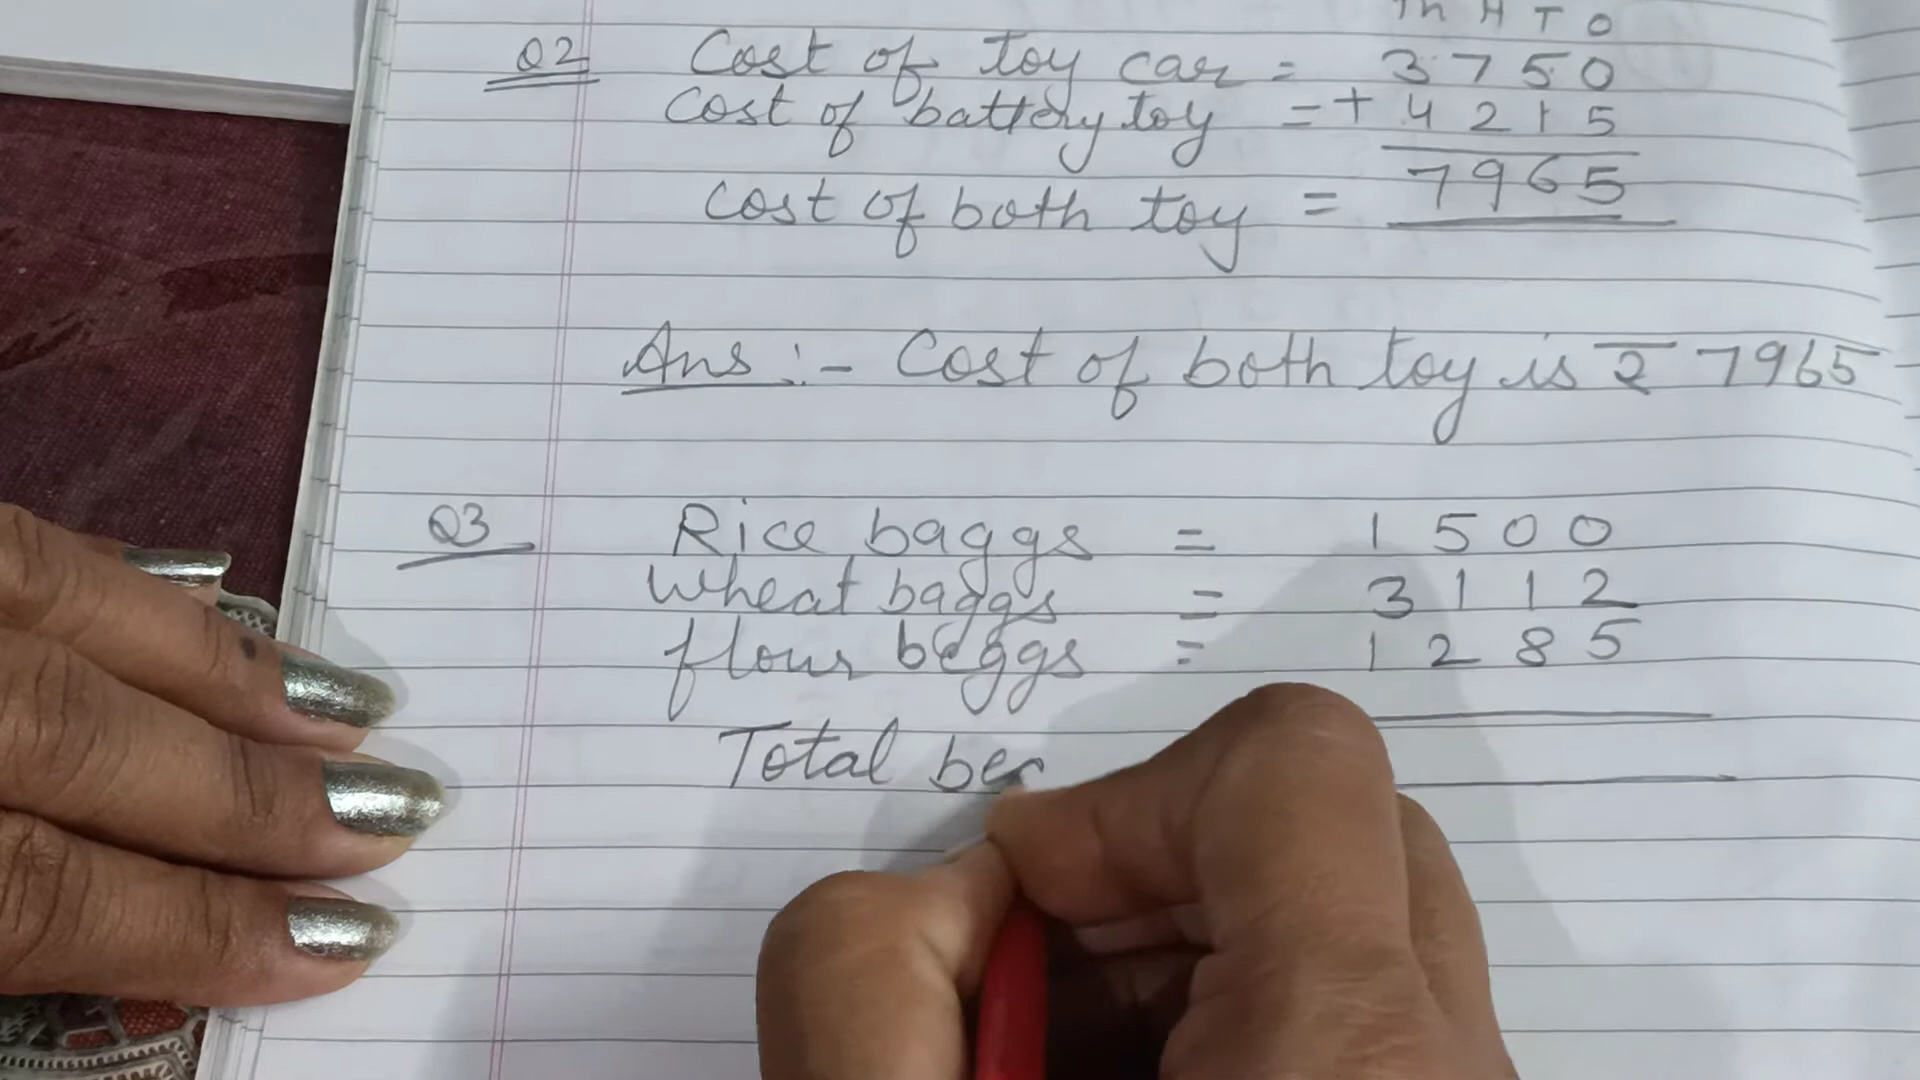 Th H T O
Q2 Cost of toy car = 3750
Cost of battery toy = + 4215
Cost of both toy = 7965
Ans :- Cost of both toy is ₹ 7965
Q3 Rice baggs = 1500
Wheat baggs = 3112
flour beggs = 1285
Total be